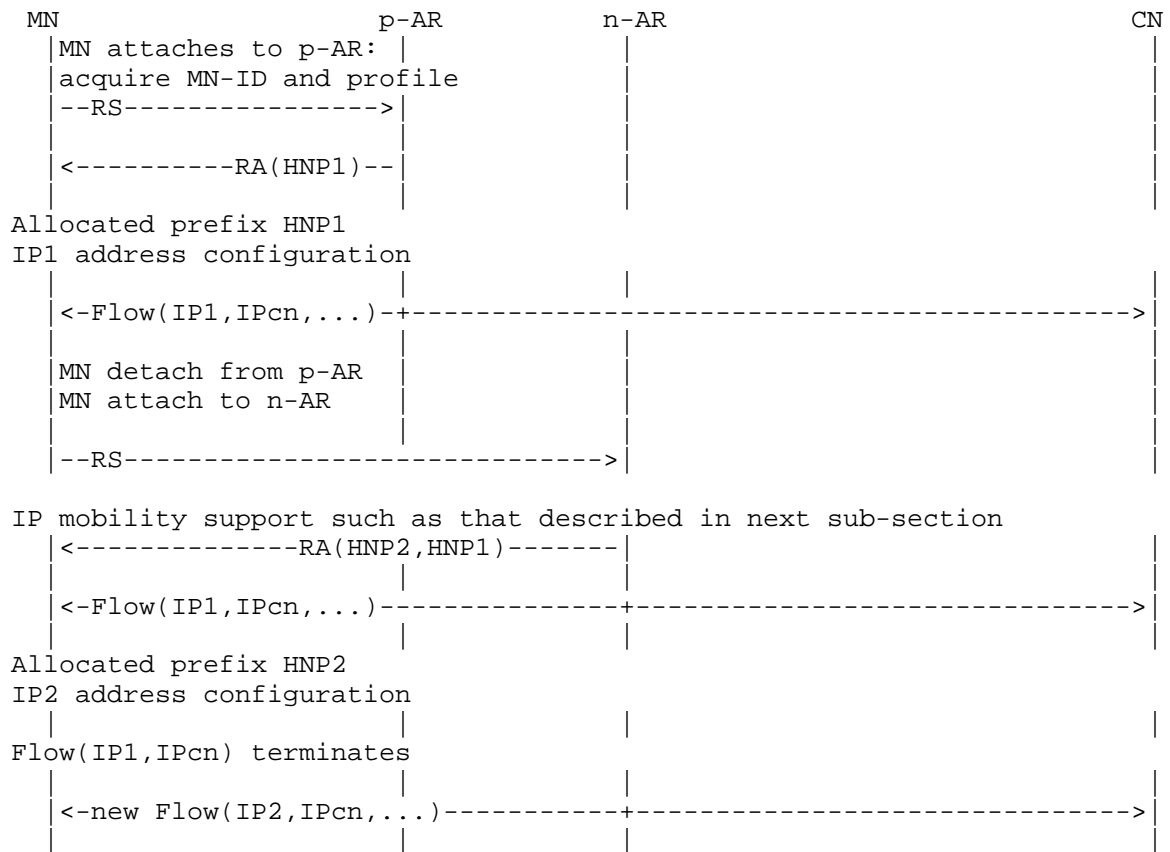 MN p-AR n-AR CN
MN attaches to p-AR:
acquire MN-ID and profile
--RS---------------->
<----------RA(HNP1)--
Allocated prefix HNP1
IP1 address configuration
<-Flow(IP1,IPcn,...)-+---------------------------------------------->
MN detach from p-AR
MN attach to n-AR
--RS------------------------------>
IP mobility support such as that described in next sub-section
<--------------RA(HNP2,HNP1)-------
<-Flow(IP1,IPcn,...)---------------+-------------------------------->
Allocated prefix HNP2
IP2 address configuration
Flow(IP1,IPcn) terminates
<-new Flow(IP2,IPcn,...)-----------+-------------------------------->